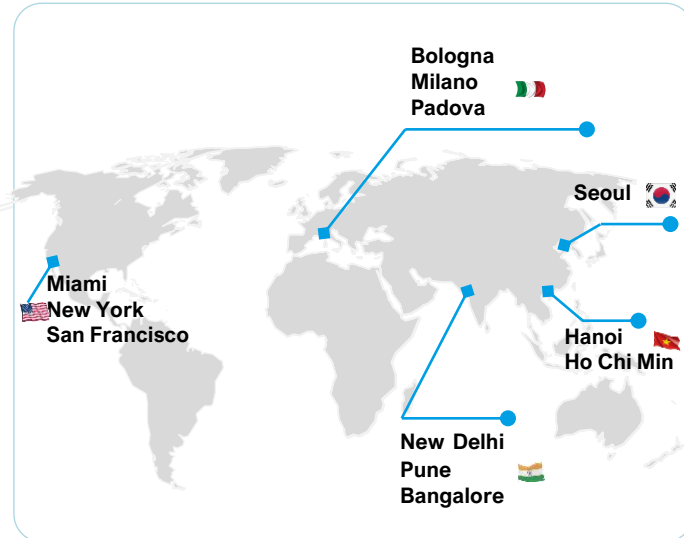 Bologna
Milano
Padova
Seoul
Miami
New York
San Francisco
Hanoi
Ho Chi Min
New Delhi
Pune
Bangalore